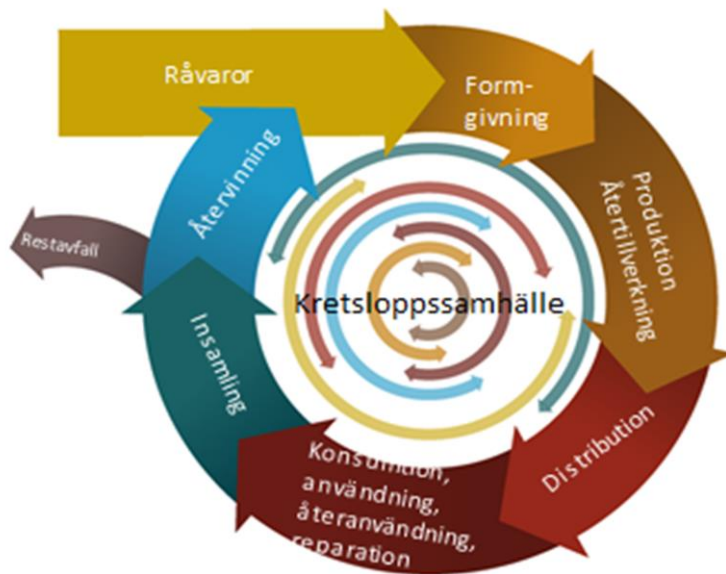 Råvaror
Form-
givning
Produktion
Återtillverkning
Distribution
Konsumtion,
användning,
återanvändning,
reparation
Insamling
Återvinning
Restavfall
Kretsloppssamhälle